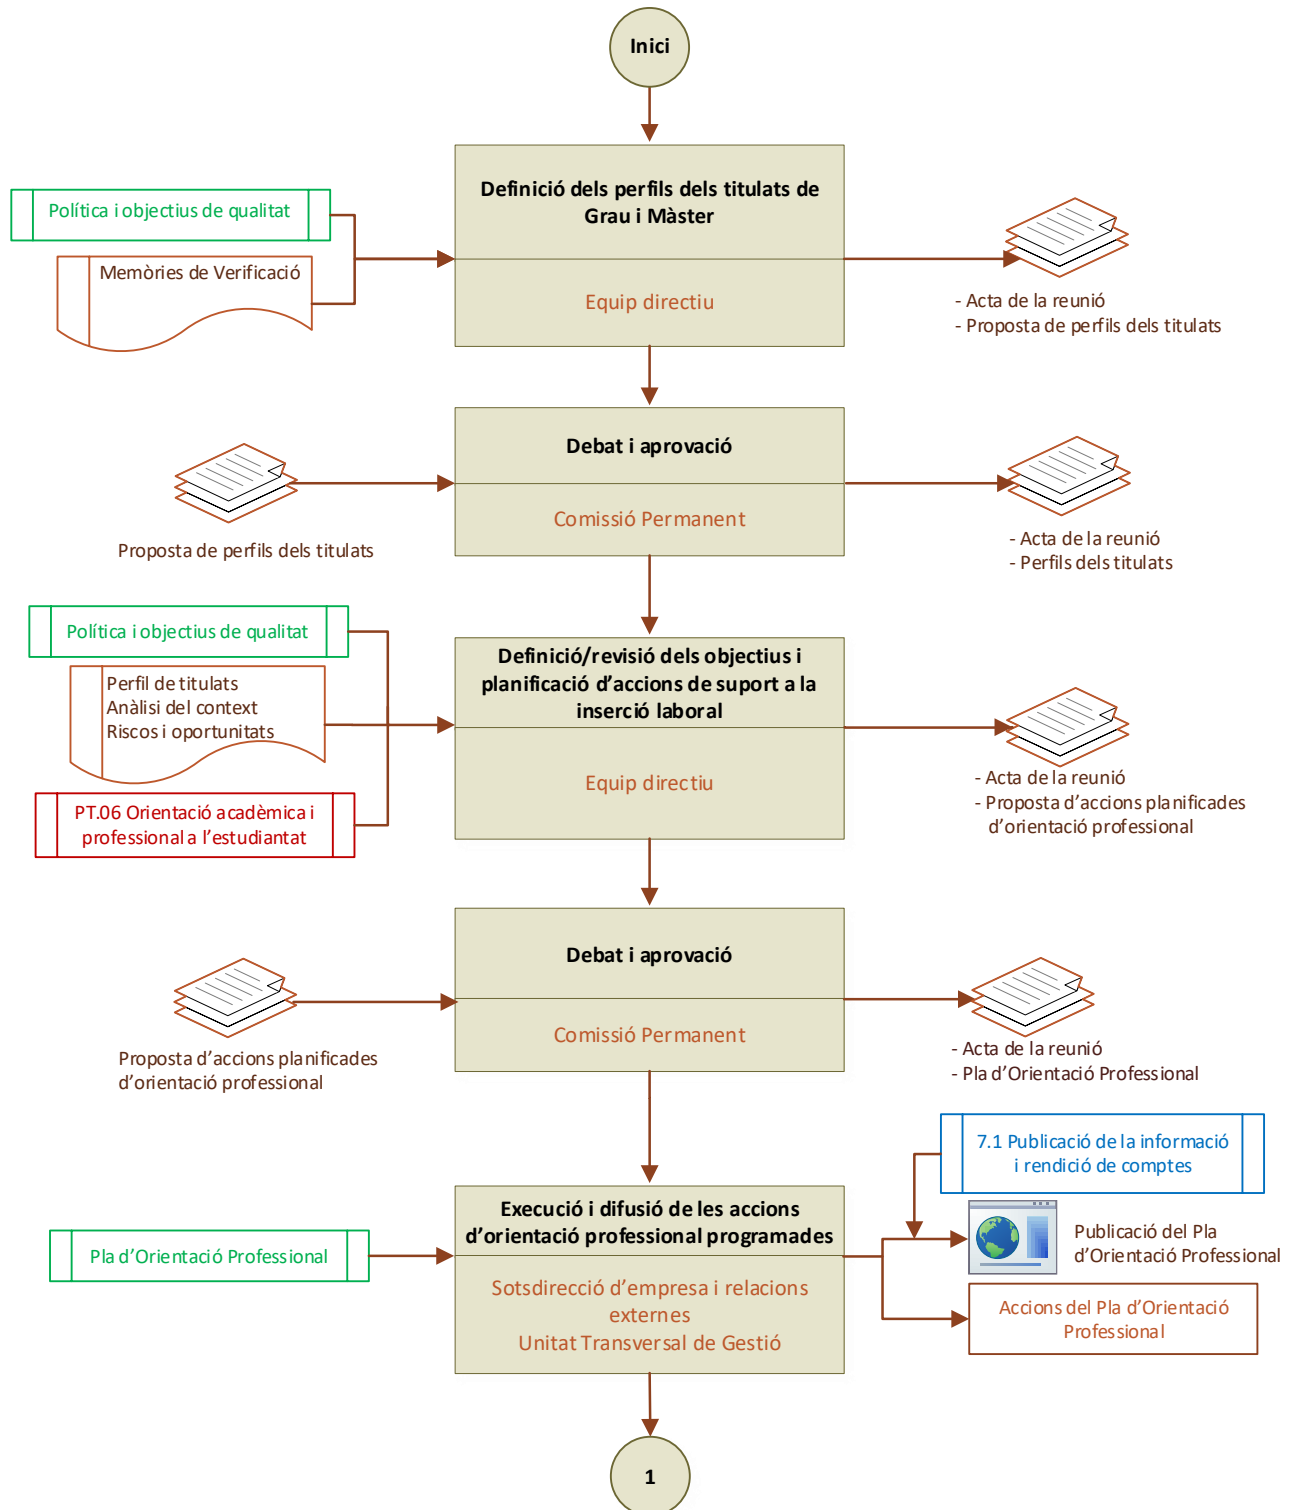 Inici
Definició dels perfils dels titulats de
Grau i Màster
Equip directiu
Política i objectius de qualitat
Memòries de Verificació
- Acta de la reunió
- Proposta de perfils dels titulats
Debat i aprovació
Comissió Permanent
Proposta de perfils dels titulats
- Acta de la reunió
- Perfils dels titulats
Política i objectius de qualitat
Perfil de titulats
Anàlisi del context
Riscos i oportunitats
PT.06 Orientació acadèmica i
professional a l’estudiantat
Definició/revisió dels objectius i
planificació d’accions de suport a la
inserció laboral
Equip directiu
- Acta de la reunió
- Proposta d’accions planificades
d’orientació professional
Debat i aprovació
Comissió Permanent
Proposta d’accions planificades
d’orientació professional
- Acta de la reunió
- Pla d’Orientació Professional
7.1 Publicació de la informació
i rendició de comptes
Pla d’Orientació Professional
Execució i difusió de les accions
d’orientació professional programades
Sotsdirecció d’empresa i relacions
externes
Unitat Transversal de Gestió
Publicació del Pla
d’Orientació Professional
Accions del Pla d’Orientació
Professional
1